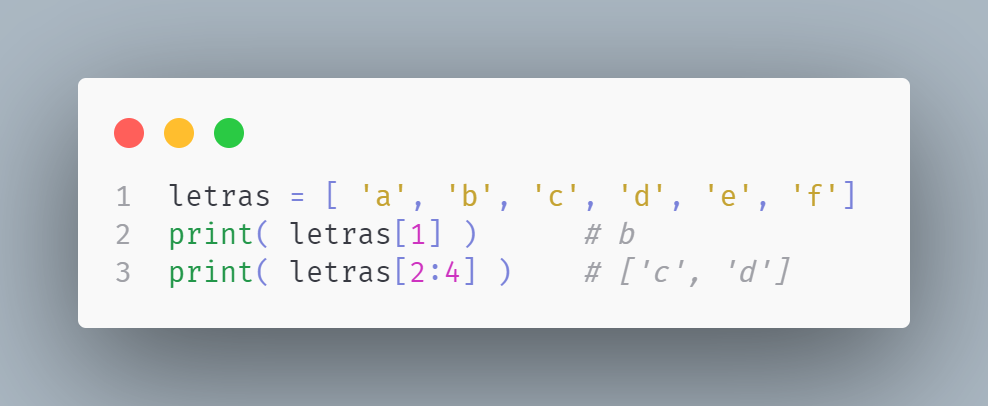 1 letras = [ 'a', 'b', 'c', 'd', 'e', 'f']
2 print( letras[1] ) # b
3 print( letras[2:4] ) # ['c', 'd']